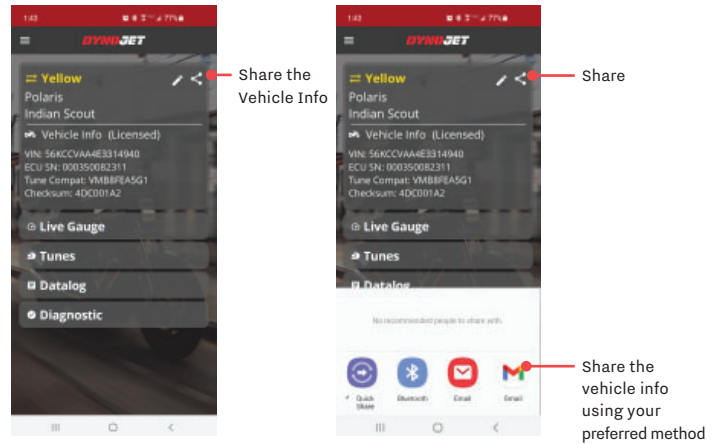 1:43
77%
DYNOJET
Yellow
Polaris
Indian Scout
Vehicle Info (Licensed)
VIN: 56KCCVAA4E3314940
ECU SN: 000350082311
Tune Compat: VMB8FEA5G1
Checksum: 4DC001A2
Live Gauge
Tunes
Datalog
Diagnostic
Share the
Vehicle Info
1:43
77%
DYNOJET
Yellow
Polaris
Indian Scout
Vehicle Info (Licensed)
VIN: 56KCCVAA4E3314940
ECU SN: 000350082311
Tune Compat: VMB8FEA5G1
Checksum: 4DC001A2
Live Gauge
Tunes
Datalog
No recommended people to share with.
Quick
Share
Bluetooth
Email
Email
Share
Share the
vehicle info
using your
preferred method